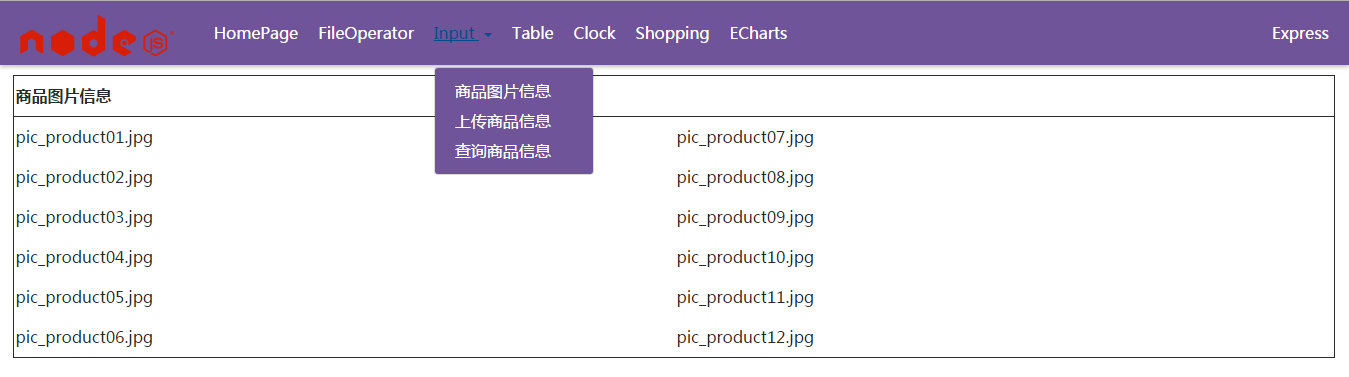 node JS HomePage FileOperator Input Table Clock Shopping ECharts Express
商品图片信息
上传商品信息
查询商品信息
商品图片信息
pic_product01.jpg pic_product07.jpg
pic_product02.jpg pic_product08.jpg
pic_product03.jpg pic_product09.jpg
pic_product04.jpg pic_product10.jpg
pic_product05.jpg pic_product11.jpg
pic_product06.jpg pic_product12.jpg